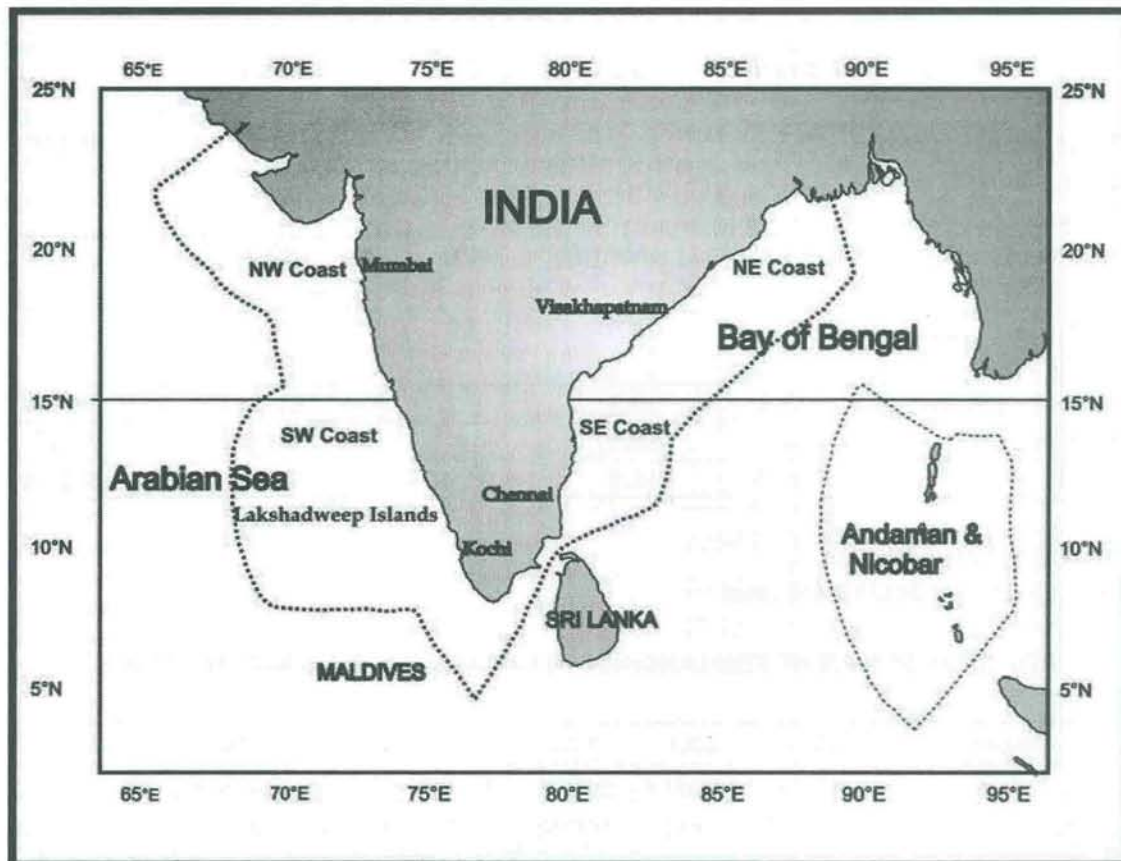 65°E 70°E 75°E 80°E 85°E 90°E 95°E
25°N 25°N
INDIA
20°N NW Coast Mumbai NE Coast 20°N
Visakhapatnam
Bay of Bengal
15°N 15°N
SW Coast SE Coast
Arabian Sea Chennai
Lakshadweep Islands
Andaman &
10°N Kochi 10°N
Nicobar
SRI LANKA
MALDIVES
5°N 5°N
65°E 70°E 75°E 80°E 85°E 90°E 95°E